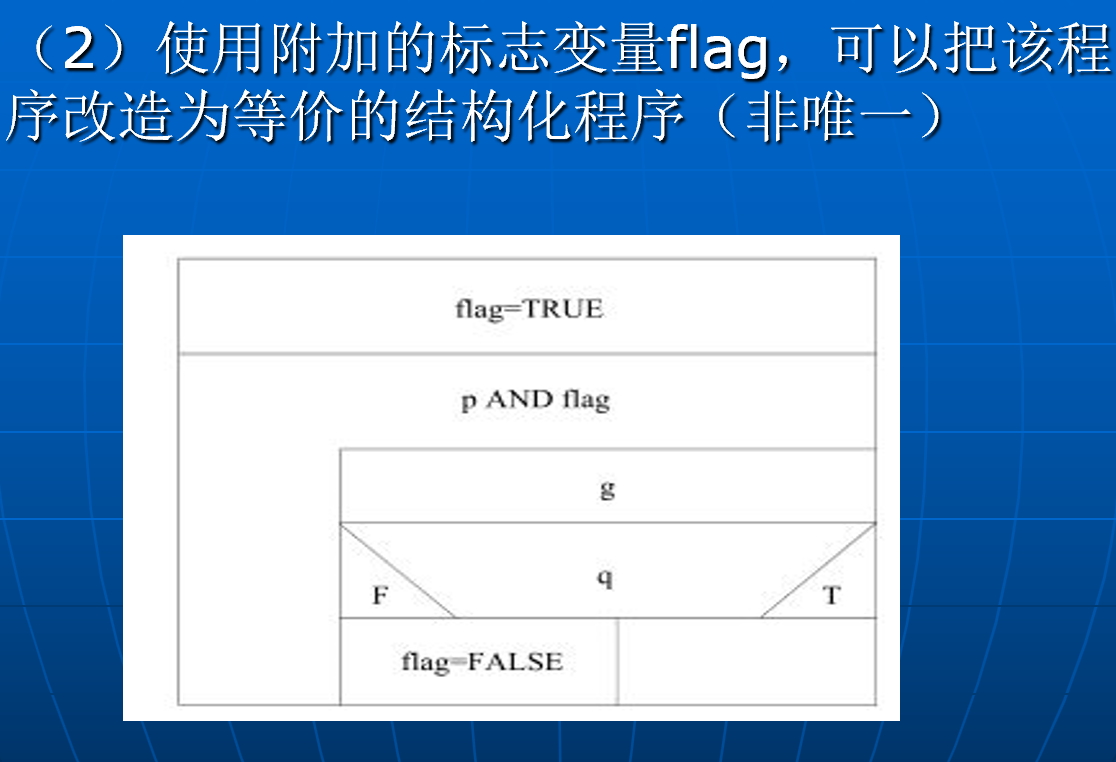 （2）使用附加的标志变量flag，可以把该程
序改造为等价的结构化程序（非唯一）
flag=TRUE
p AND flag
g
q
F
T
flag=FALSE